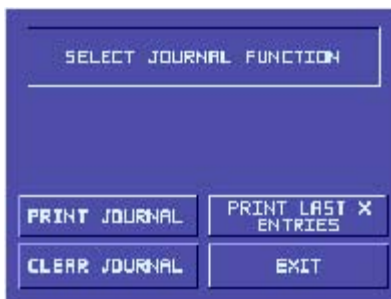 SELECT JOURNAL FUNCTION
PRINT JOURNAL
PRINT LAST X
ENTRIES
CLEAR JOURNAL
EXIT